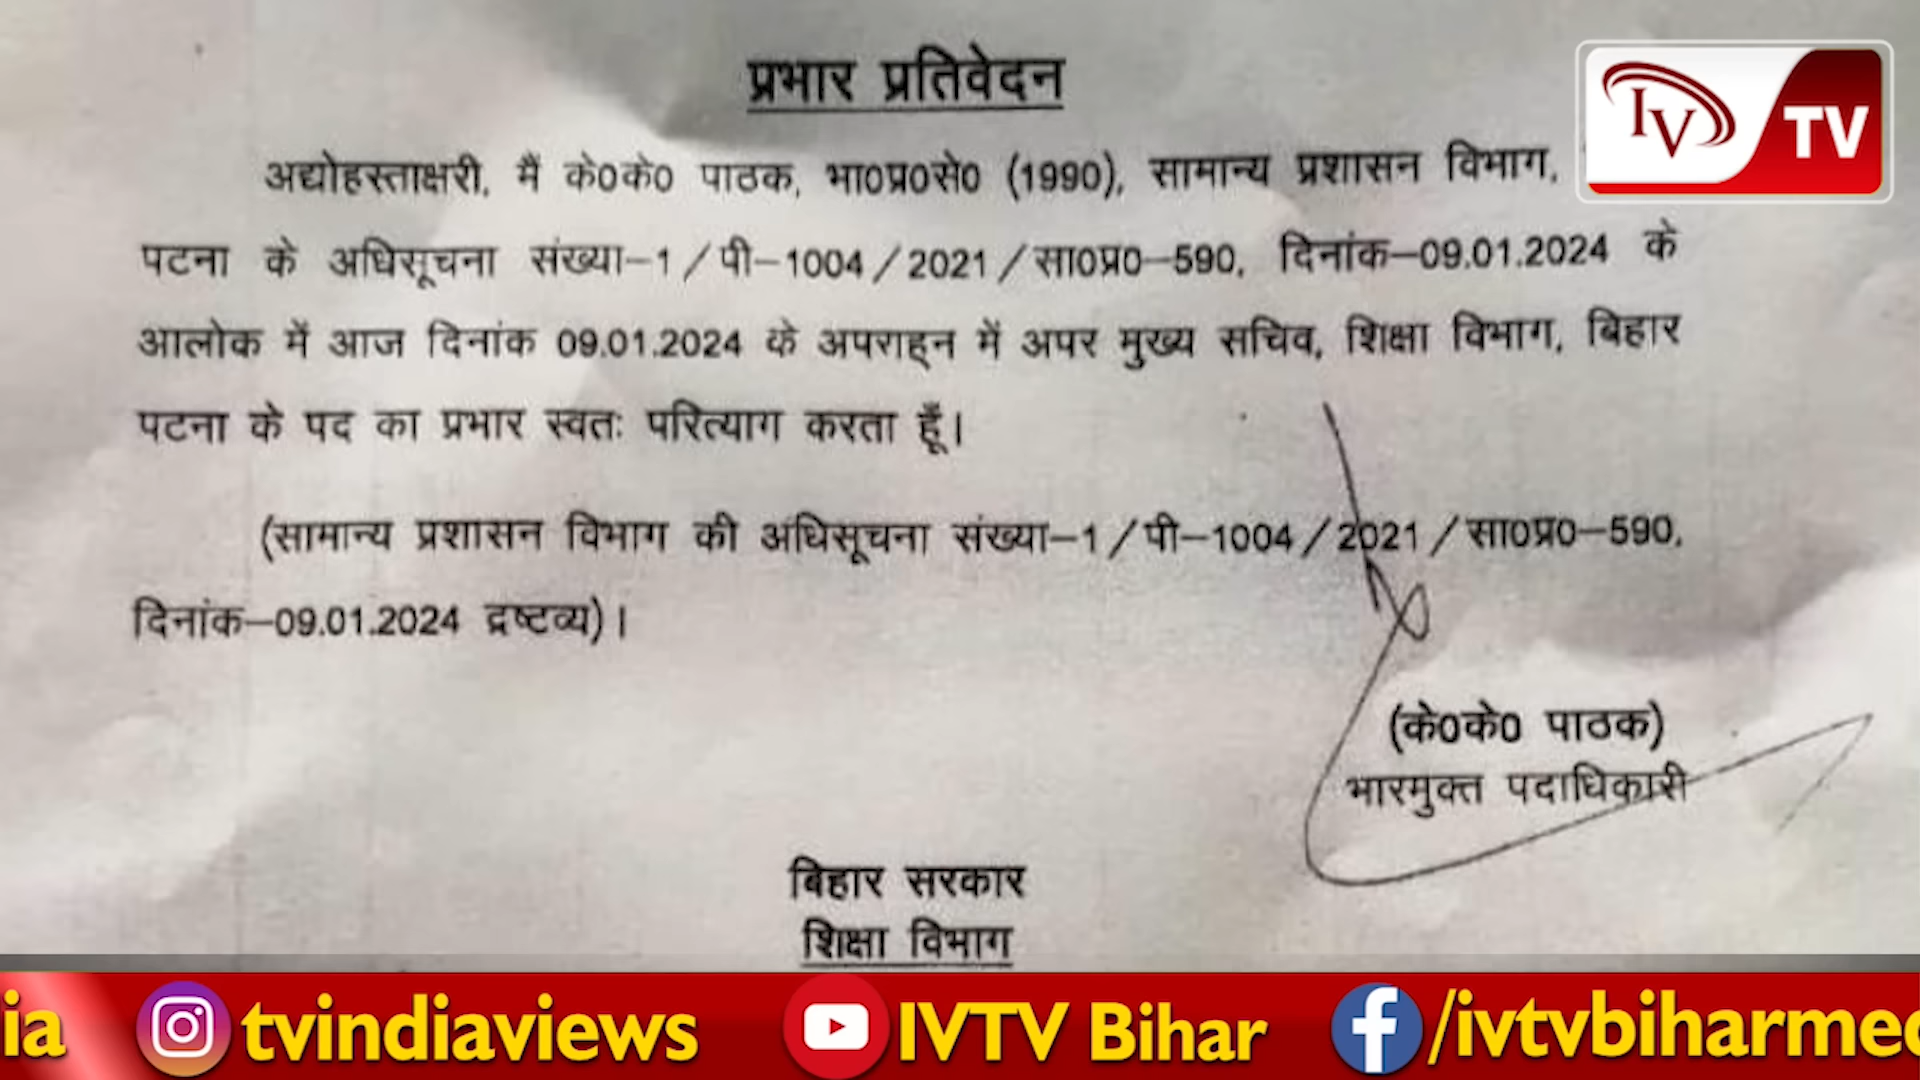 प्रभार प्रतिवेदन
IV TV
अद्योहस्ताक्षरी, मैं के0के0 पाठक, भा0प्र0से0 (1990), सामान्य प्रशासन विभाग,
पटना के अधिसूचना संख्या–1/पी–1004/2021/सा0प्र0–590, दिनांक–09.01.2024 के
आलोक में आज दिनांक 09.01.2024 के अपराह्न में अपर मुख्य सचिव, शिक्षा विभाग, बिहार
पटना के पद का प्रभार स्वतः परित्याग करता हूँ।
(सामान्य प्रशासन विभाग की अधिसूचना संख्या–1/पी–1004/2021/सा0प्र0–590,
दिनांक–09.01.2024 द्रष्टव्य)।
(के0के0 पाठक)
भारमुक्त पदाधिकारी
बिहार सरकार
शिक्षा विभाग
ia tvindiaviews IVTV Bihar /ivtvbiharmed